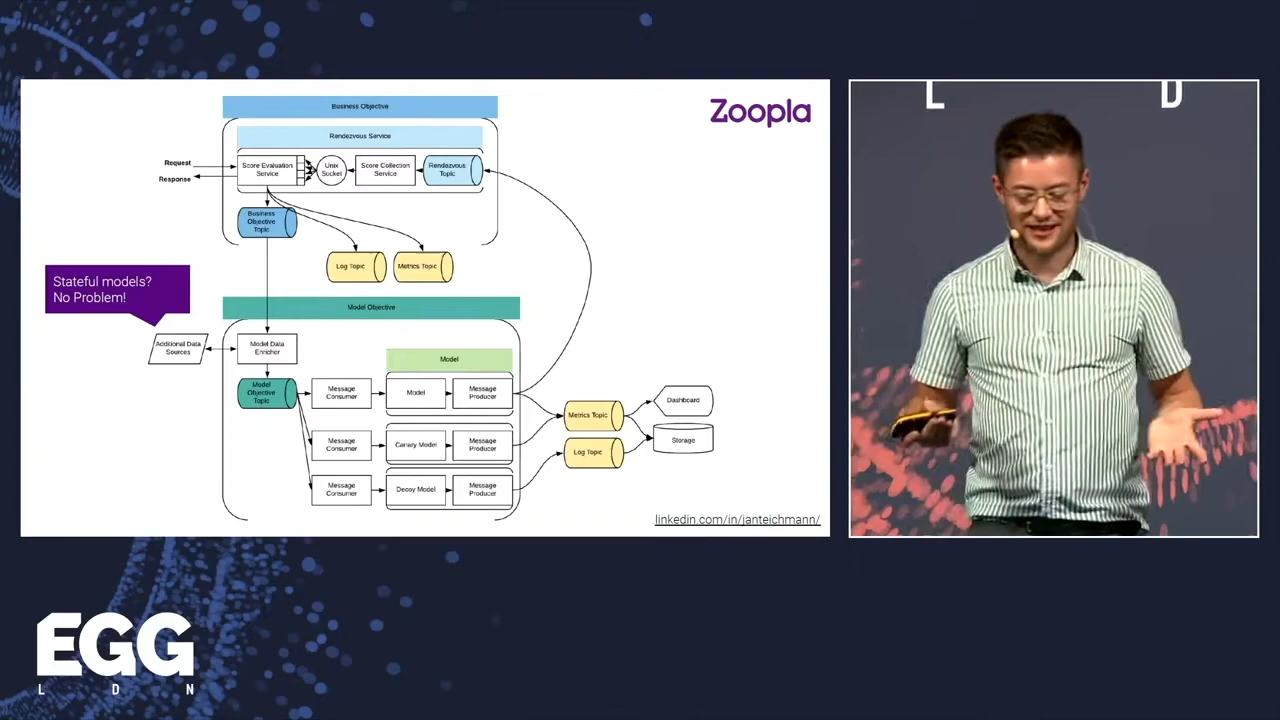 L D
Zoopla
Business Objective
Rendezvous Service
Request
Response
Score Evaluation
Service
Unix
Socket
Score Collection
Service
Rendezvous
Topic
Business
Objective
Topic
Log Topic
Metrics Topic
Stateful models?
No Problem!
Model Objective
Additional Data
Sources
Model Data
Enricher
Model
Model
Objective
Topic
Message
Consumer
Model
Message
Producer
Message
Consumer
Canary Model
Message
Producer
Message
Consumer
Decoy Model
Message
Producer
Metrics Topic
Log Topic
Dashboard
Storage
linkedin.com/in/janteichmann/
EGG
L D N